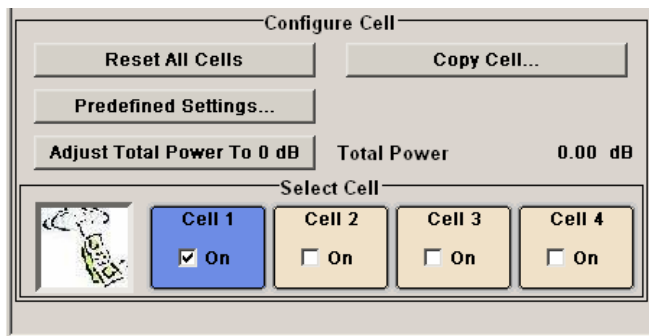 Configure Cell
Reset All Cells Copy Cell...
Predefined Settings...
Adjust Total Power To 0 dB Total Power 0.00 dB
Select Cell
Cell 1 Cell 2 Cell 3 Cell 4
On On On On